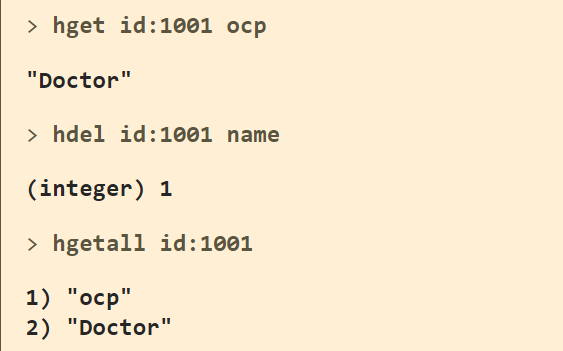 > hget id:1001 ocp
"Doctor"
> hdel id:1001 name
(integer) 1
> hgetall id:1001
1) "ocp"
2) "Doctor"